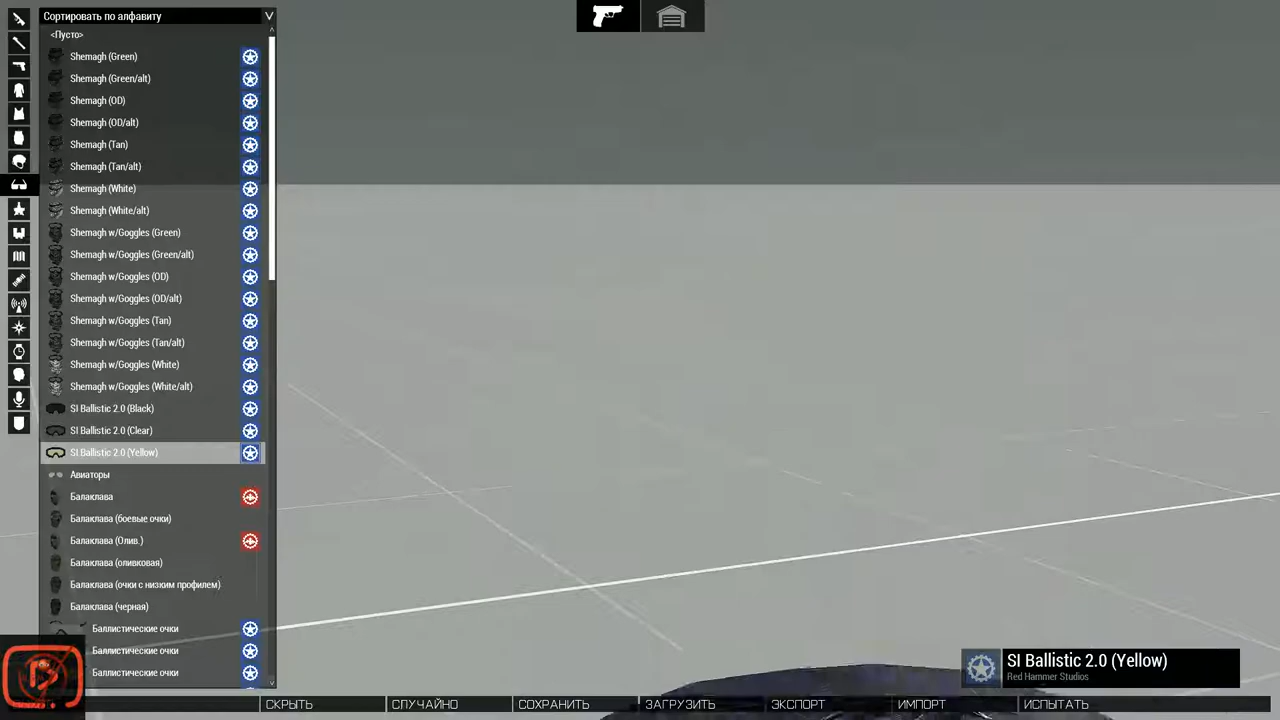 Сортировать по алфавиту
<Пусто>
Shemagh (Green)
Shemagh (Green/alt)
Shemagh (OD)
Shemagh (OD/alt)
Shemagh (Tan)
Shemagh (Tan/alt)
Shemagh (White)
Shemagh (White/alt)
Shemagh w/Goggles (Green)
Shemagh w/Goggles (Green/alt)
Shemagh w/Goggles (OD)
Shemagh w/Goggles (OD/alt)
Shemagh w/Goggles (Tan)
Shemagh w/Goggles (Tan/alt)
Shemagh w/Goggles (White)
Shemagh w/Goggles (White/alt)
SI Ballistic 2.0 (Black)
SI Ballistic 2.0 (Clear)
SI Ballistic 2.0 (Yellow)
Авиаторы
Балаклава
Балаклава (боевые очки)
Балаклава (Олив.)
Балаклава (оливковая)
Балаклава (очки с низким профилем)
Балаклава (черная)
Баллистические очки
Баллистические очки
Баллистические очки
SI Ballistic 2.0 (Yellow)
Red Hammer Studios
СКРЫТЬ
СЛУЧАЙНО
СОХРАНИТЬ
ЗАГРУЗИТЬ
ЭКСПОРТ
ИМПОРТ
ИСПЫТАТЬ